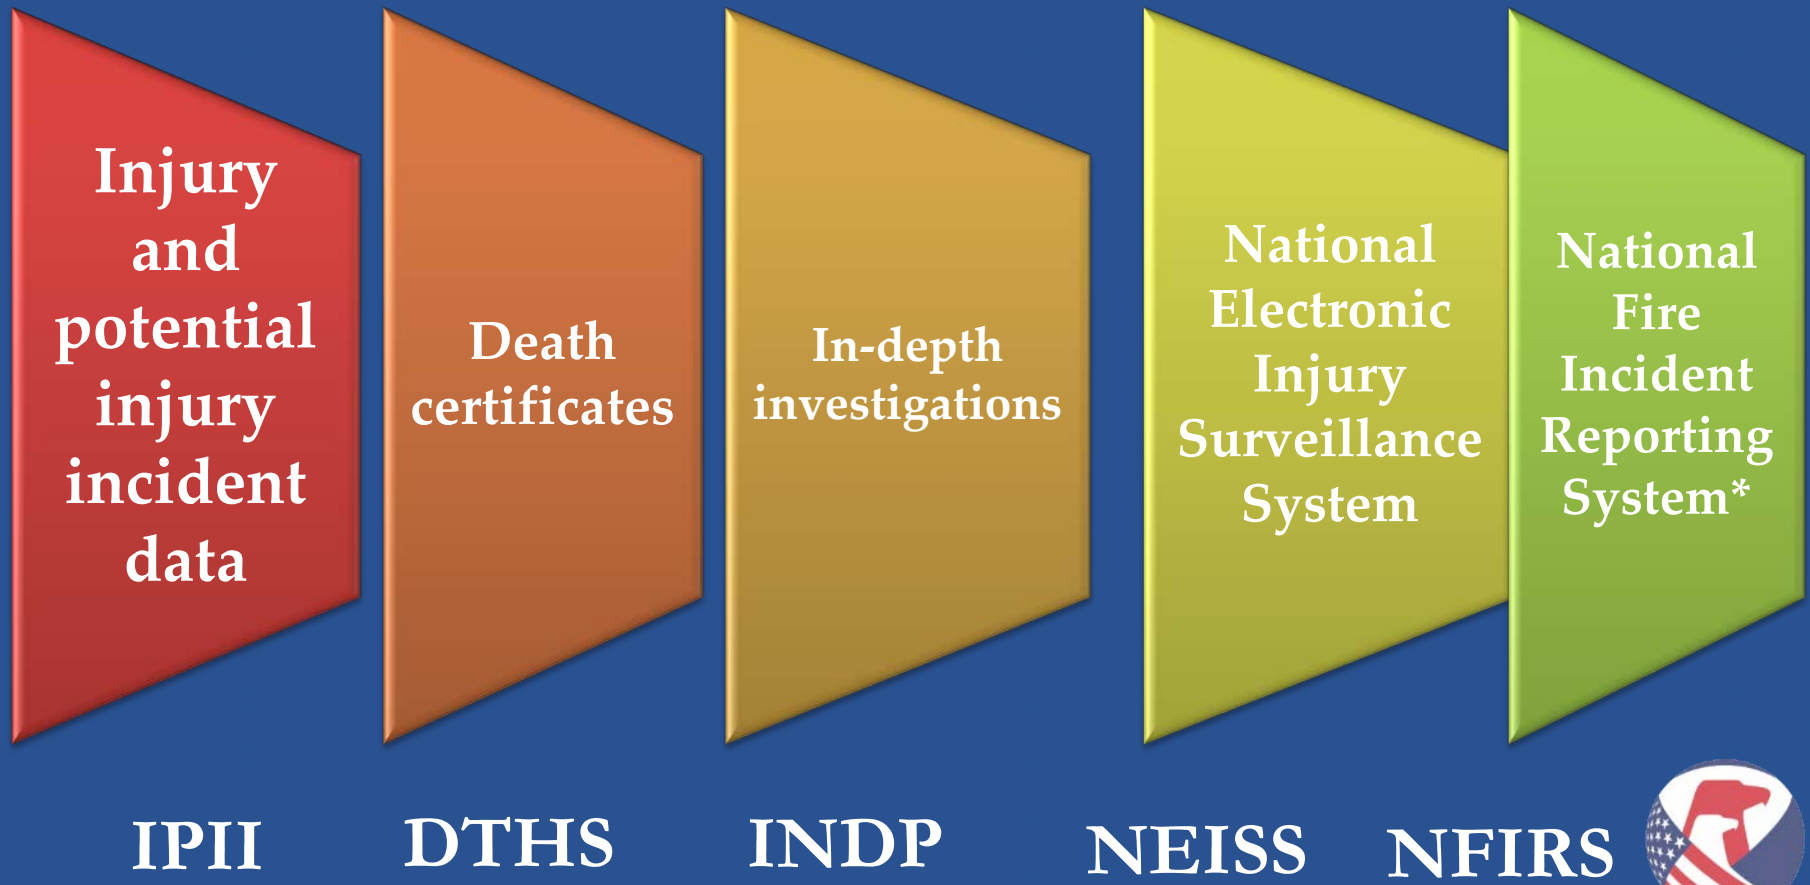 Injury
and
potential
injury
incident
data
Death
certificates
In-depth
investigations
National
Electronic
Injury
Surveillance
System
National
Fire
Incident
Reporting
System*
IPII
DTHS
INDP
NEISS
NFIRS